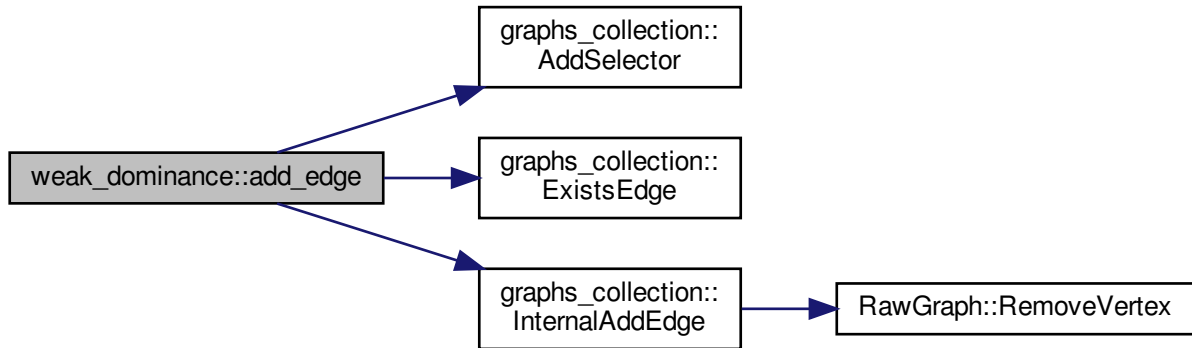 graphs_collection::
AddSelector
weak_dominance::add_edge
graphs_collection::
ExistsEdge
graphs_collection::
InternalAddEdge
RawGraph::RemoveVertex